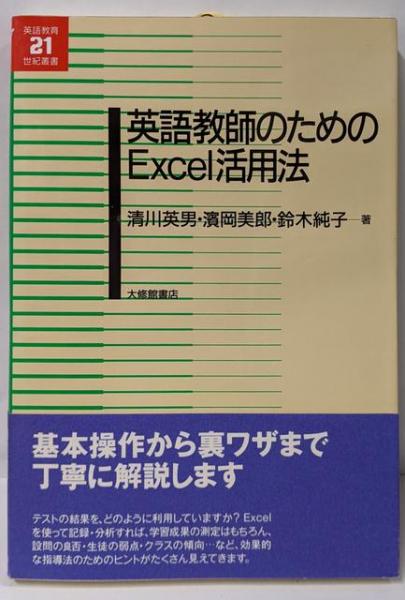 英語教育
21
世紀叢書
英語教師のための
Excel活用法
清川英男・濱岡美郎・鈴木純子―著
大修館書店
基本操作から裏ワザまで
丁寧に解説します
テストの結果を、どのように利用していますか?Excel
を使って記録・分析すれば、学習成果の測定はもちろん、
設問の良否・生徒の弱点・クラスの傾向…など、効果的
な指導法のためのヒントがたくさん見えてきます。